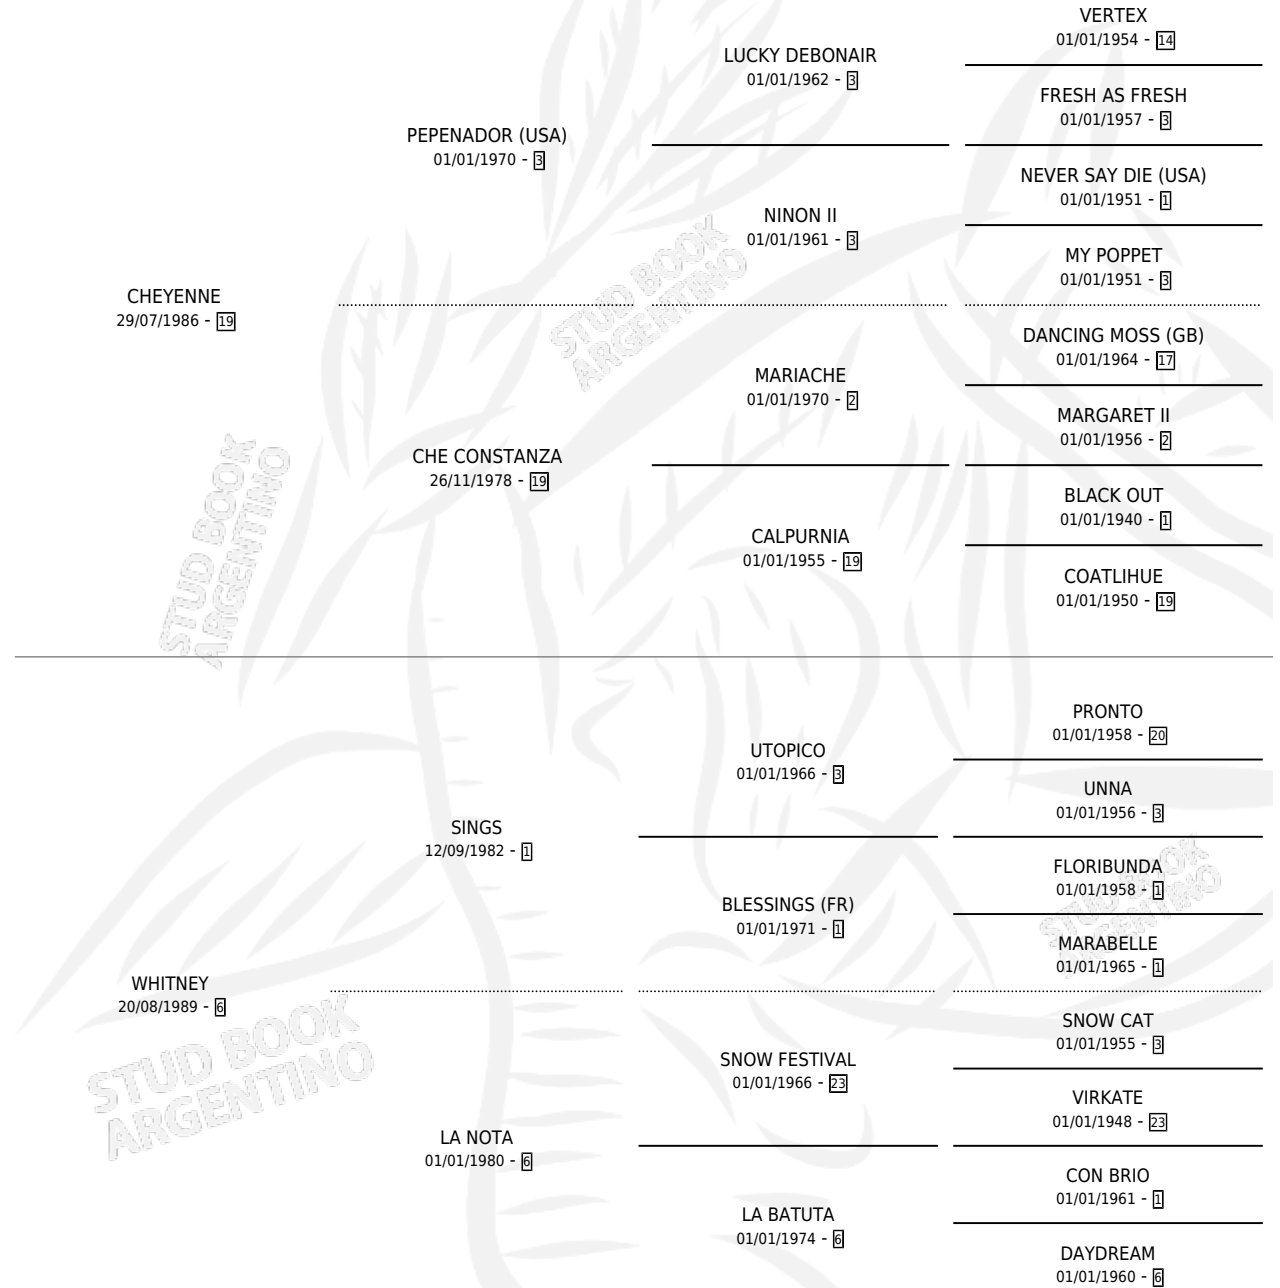 VERTEX
01/01/1954 - 14
LUCKY DEBONAIR
01/01/1962 - 3
FRESH AS FRESH
01/01/1957 - 3
PEPENADOR (USA)
01/01/1970 - 3
NEVER SAY DIE (USA)
01/01/1951 - 1
NINON II
01/01/1961 - 3
MY POPPET
01/01/1951 - 3
CHEYENNE
29/07/1986 - 19
DANCING MOSS (GB)
01/01/1964 - 17
MARIACHE
01/01/1970 - 2
MARGARET II
01/01/1956 - 2
CHE CONSTANZA
26/11/1978 - 19
BLACK OUT
01/01/1940 - 1
CALPURNIA
01/01/1955 - 19
COATLIHUE
01/01/1950 - 19
PRONTO
01/01/1958 - 20
UTOPICO
01/01/1966 - 3
UNNA
01/01/1956 - 3
SINGS
12/09/1982 - 1
FLORIBUNDA
01/01/1958 - 1
BLESSINGS (FR)
01/01/1971 - 1
MARABELLE
01/01/1965 - 1
WHITNEY
20/08/1989 - 6
SNOW CAT
01/01/1955 - 3
SNOW FESTIVAL
01/01/1966 - 23
VIRKATE
01/01/1948 - 23
LA NOTA
01/01/1980 - 6
CON BRIO
01/01/1961 - 1
LA BATUTA
01/01/1974 - 6
DAYDREAM
01/01/1960 - 6
STUD BOOK
ARGENTINO
STUD BOOK
ARGENTINO
STUD BOOK
ARGENTINO
STUD BOOK
ARGENTINO